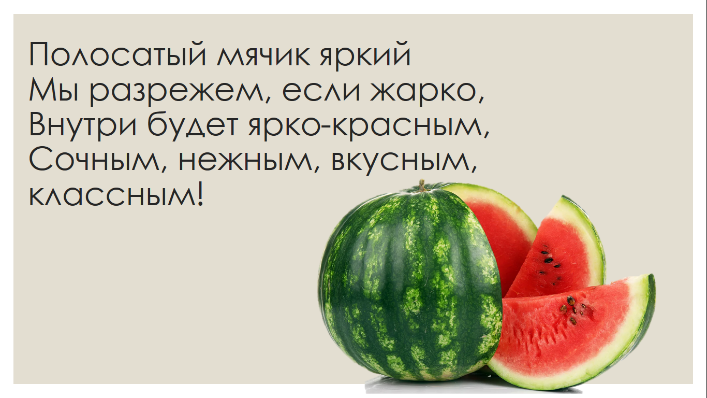 Полосатый мячик яркий
Мы разрежем, если жарко,
Внутри будет ярко-красным,
Сочным, нежным, вкусным,
классным!